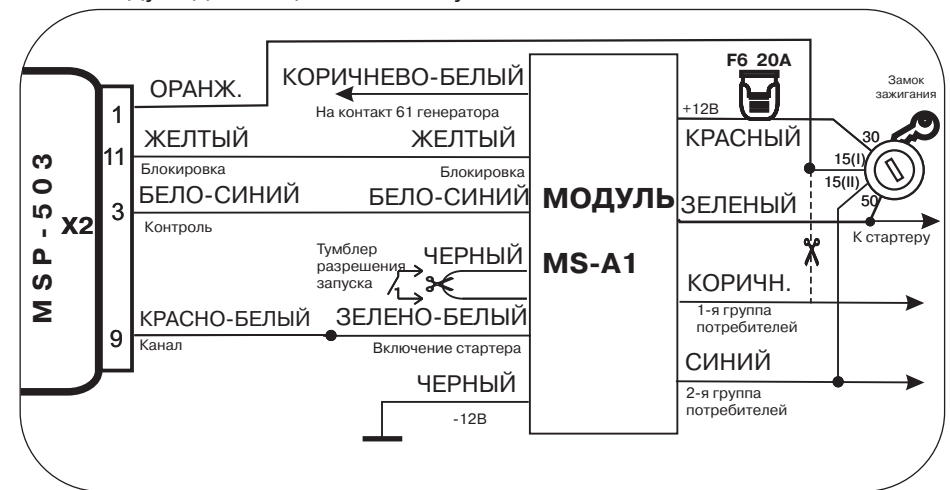 F6 20A
Замок
зажигания
ОРАНЖ.
КОРИЧНЕВО-БЕЛЫЙ
1
На контакт 61 генератора
+12В
КРАСНЫЙ
30
ЖЕЛТЫЙ
ЖЕЛТЫЙ
11
15(I)
Блокировка
Блокировка
15(II)
MSP-503
X2
БЕЛО-СИНИЙ
БЕЛО-СИНИЙ
МОДУЛЬ
MS-A1
ЗЕЛЕНЫЙ
50
3
Контроль
К стартеру
Тумблер
разрешения
запуска
ЧЕРНЫЙ
КОРИЧН.
1-я группа
потребителей
КРАСНО-БЕЛЫЙ
ЗЕЛЕНО-БЕЛЫЙ
9
Канал
Включение стартера
СИНИЙ
ЧЕРНЫЙ
2-я группа
потребителей
-12В